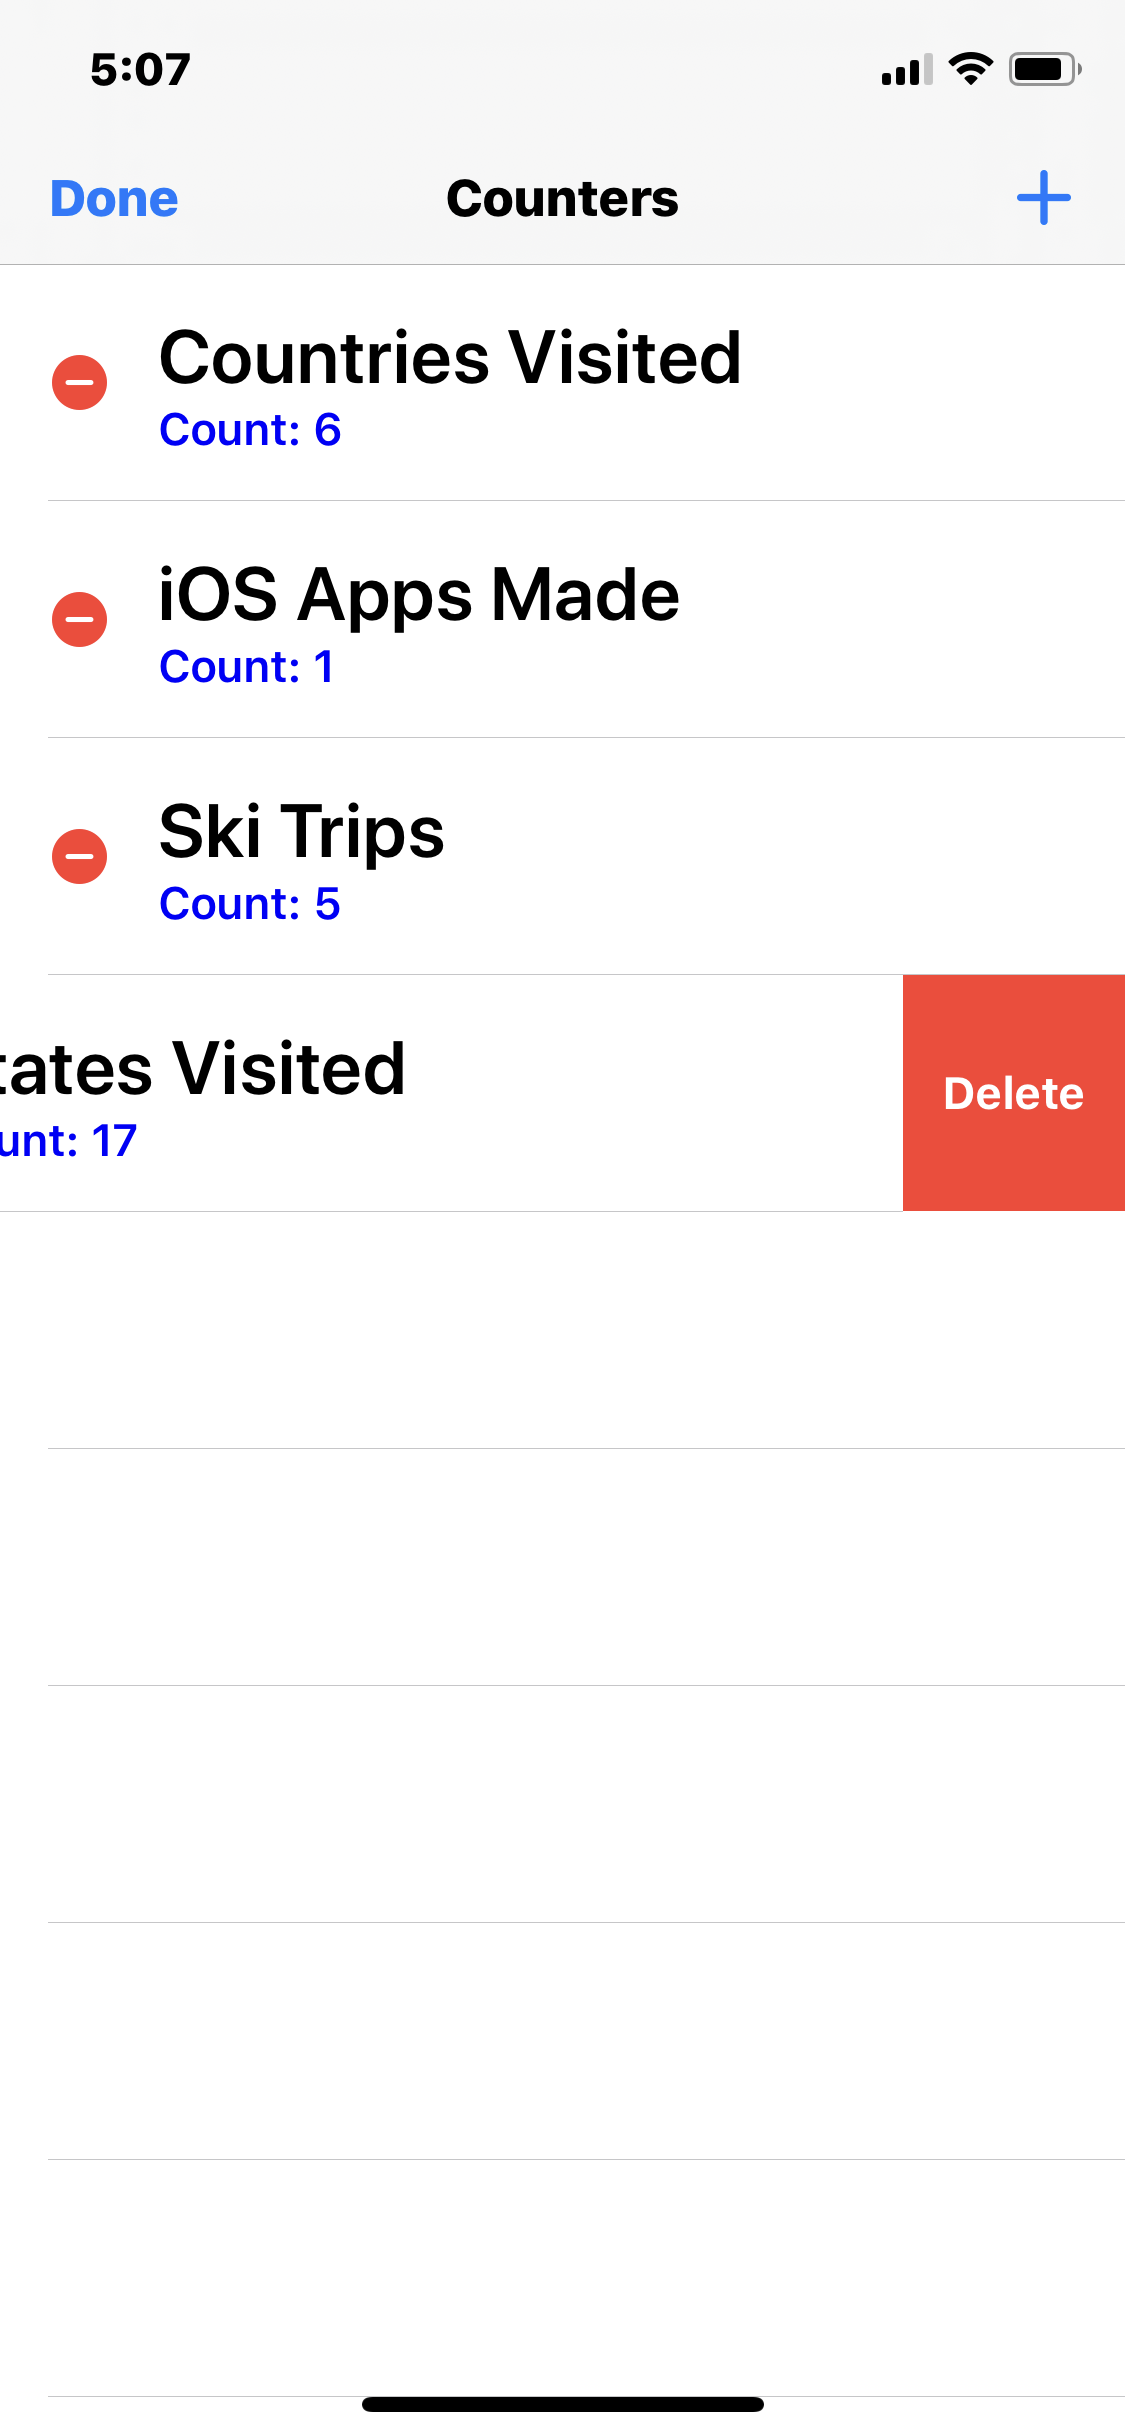 5:07
Done Counters
Countries Visited
Count: 6
iOS Apps Made
Count: 1
Ski Trips
Count: 5
tates Visited
unt: 17
Delete